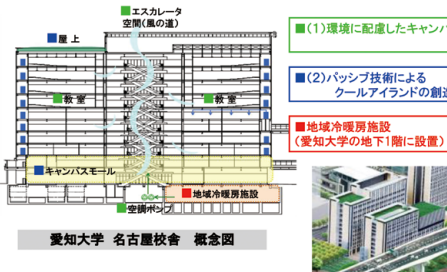 ■エスカレータ
空間(風の道)
■屋上
■教室
■教室
■キャンパスモール
■地域冷暖房施設
■空調ポンプ
愛知大学 名古屋校舎 概念図
■(1)環境に配慮したキャンパ
■(2)パッシブ技術による
クールアイランドの創造
■地域冷暖房施設
(愛知大学の地下1階に設置)